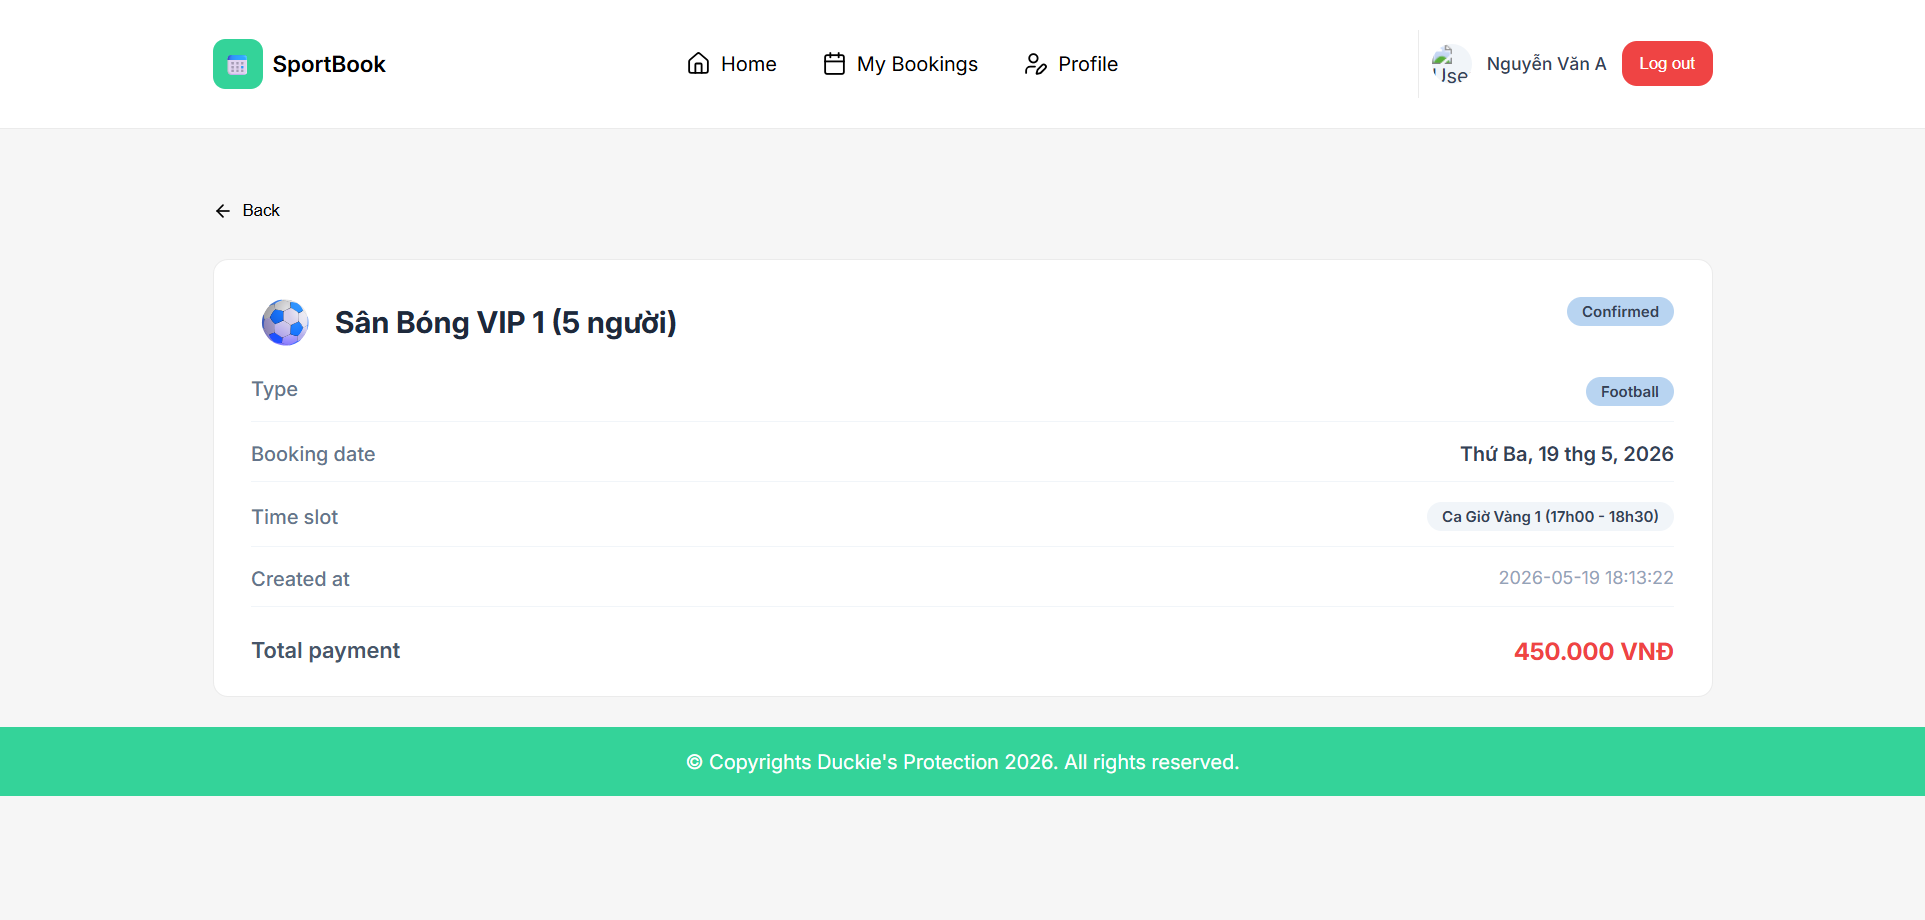 SportBook
Home
My Bookings
Profile
Use
Nguyễn Văn A
Log out
Back
Sân Bóng VIP 1 (5 người)
Confirmed
Type
Football
Booking date
Thứ Ba, 19 thg 5, 2026
Time slot
Ca Giờ Vàng 1 (17h00 - 18h30)
Created at
2026-05-19 18:13:22
Total payment
450.000 VNĐ
© Copyrights Duckie's Protection 2026. All rights reserved.